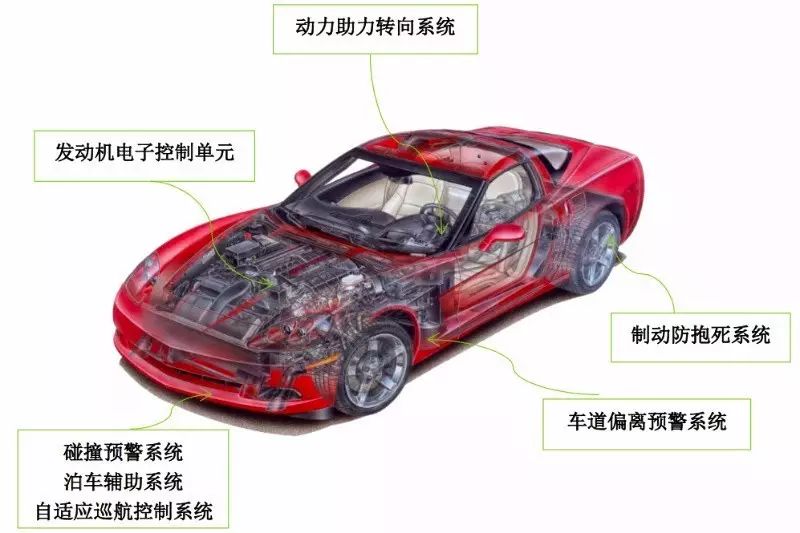 动力助力转向系统
发动机电子控制单元
制动防抱死系统
车道偏离预警系统
碰撞预警系统
泊车辅助系统
自适应巡航控制系统